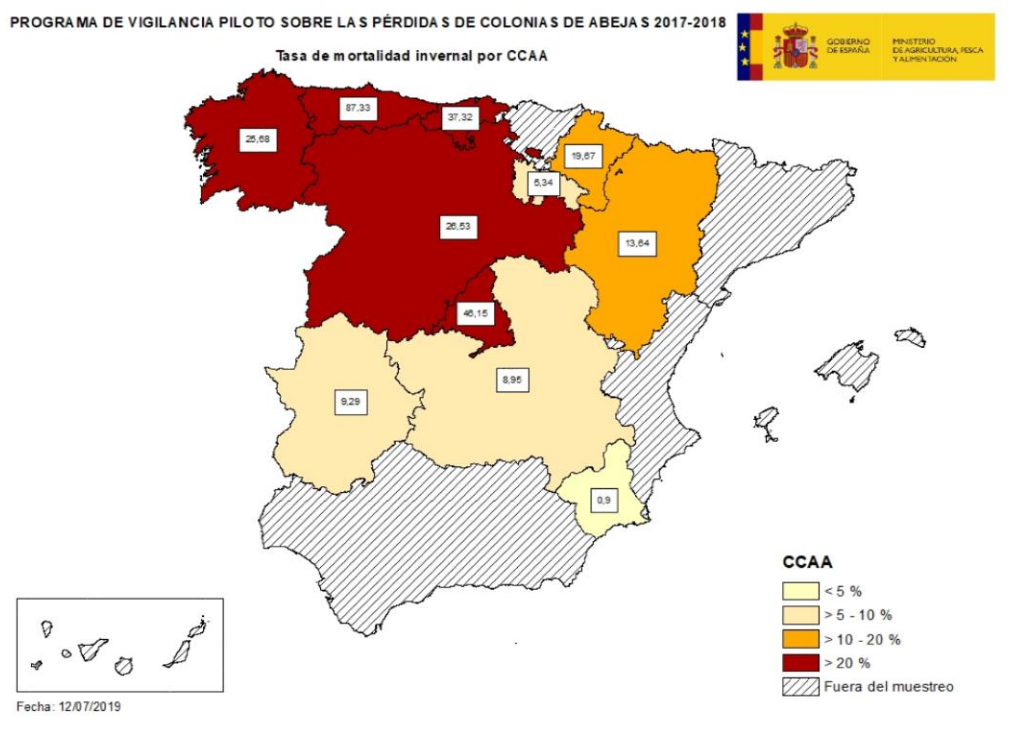 PROGRAMA DE VIGILANCIA PILOTO SOBRE LAS PÉRDIDAS DE COLONIAS DE ABEJAS 2017-2018
Tasa de mortalidad invernal por CCAA
GOBIERNO
DE ESPAÑA
MINISTERIO
DE AGRICULTURA, PESCA
Y ALIMENTACIÓN
87,33
37,32
25,68
19,67
5,34
26,53
13,64
46,15
8,95
9,29
0,9
CCAA
< 5 %
> 5 - 10 %
> 10 - 20 %
> 20 %
Fuera del muestreo
Fecha: 12/07/2019